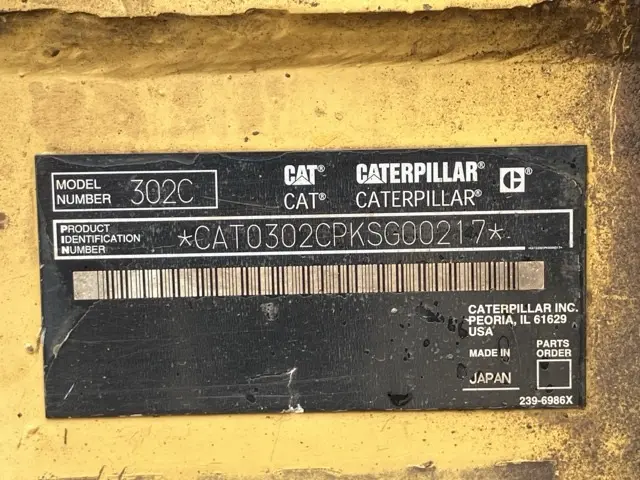 MODEL NUMBER 302C
CAT® CATERPILLAR® C
CAT® CATERPILLAR®
PRODUCT
IDENTIFICATION
NUMBER
*CAT0302CPKSG00217*
CATERPILLAR INC.
PEORIA, IL 61629
USA
MADE IN
JAPAN
PARTS
ORDER
239-6986X